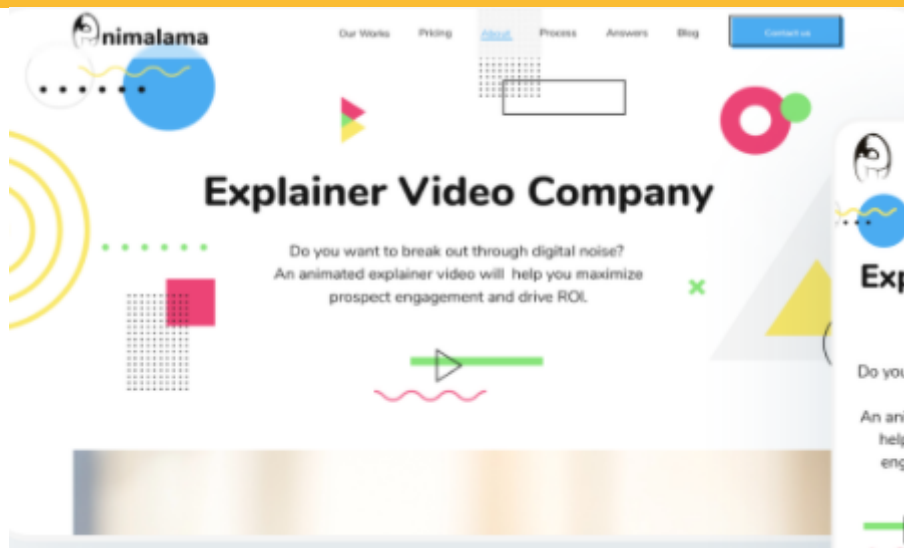 nimalama
Our Works Pricing About Process Answers Blog Contact us
Explainer Video Company
Do you want to break out through digital noise?
An animated explainer video will help you maximize
prospect engagement and drive ROI.
Exp
Do you
An ani
help
eng